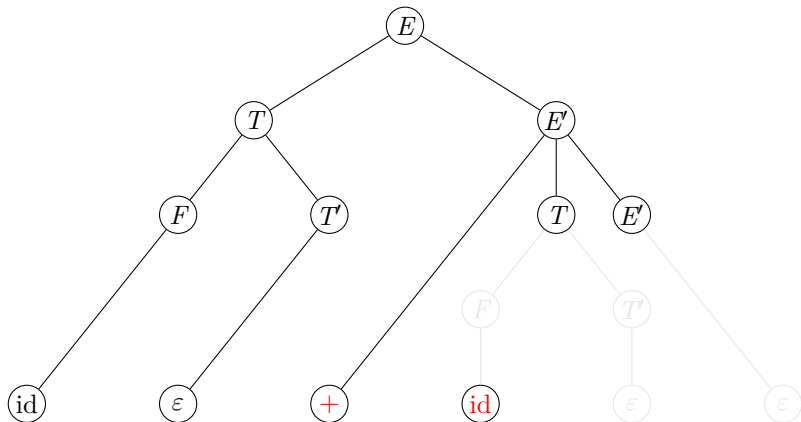 E
T E′
F T′ T E′
F T′
id ε + id ε ε